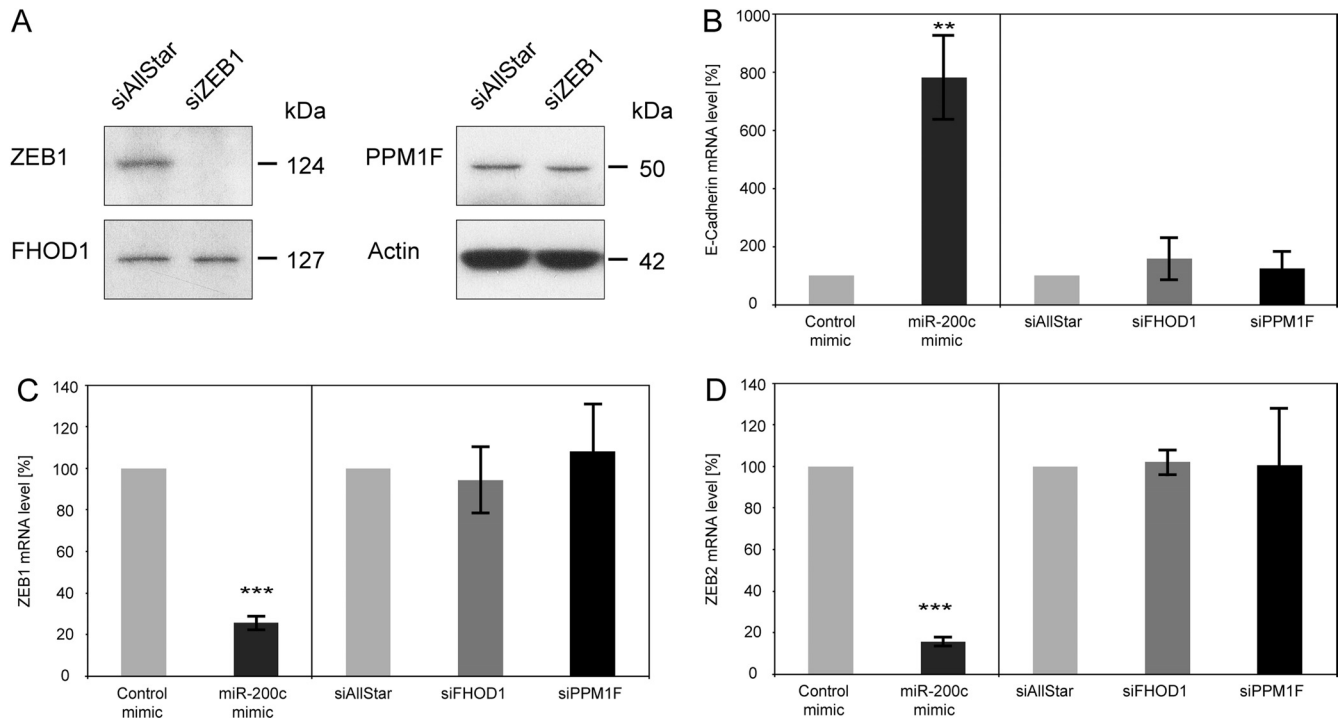 A
siAllStar siZEB1
kDa
ZEB1
124
FHOD1
127
siAllStar siZEB1
kDa
PPM1F
50
Actin
42
B
E-Cadherin mRNA level [%]
1000
800
600
400
200
0
**
Control mimic
miR-200c mimic
siAllStar
siFHOD1
siPPM1F
C
ZEB1 mRNA level [%]
140
120
100
80
60
40
20
0
***
Control mimic
miR-200c mimic
siAllStar
siFHOD1
siPPM1F
D
ZEB2 mRNA level [%]
140
120
100
80
60
40
20
0
***
Control mimic
miR-200c mimic
siAllStar
siFHOD1
siPPM1F